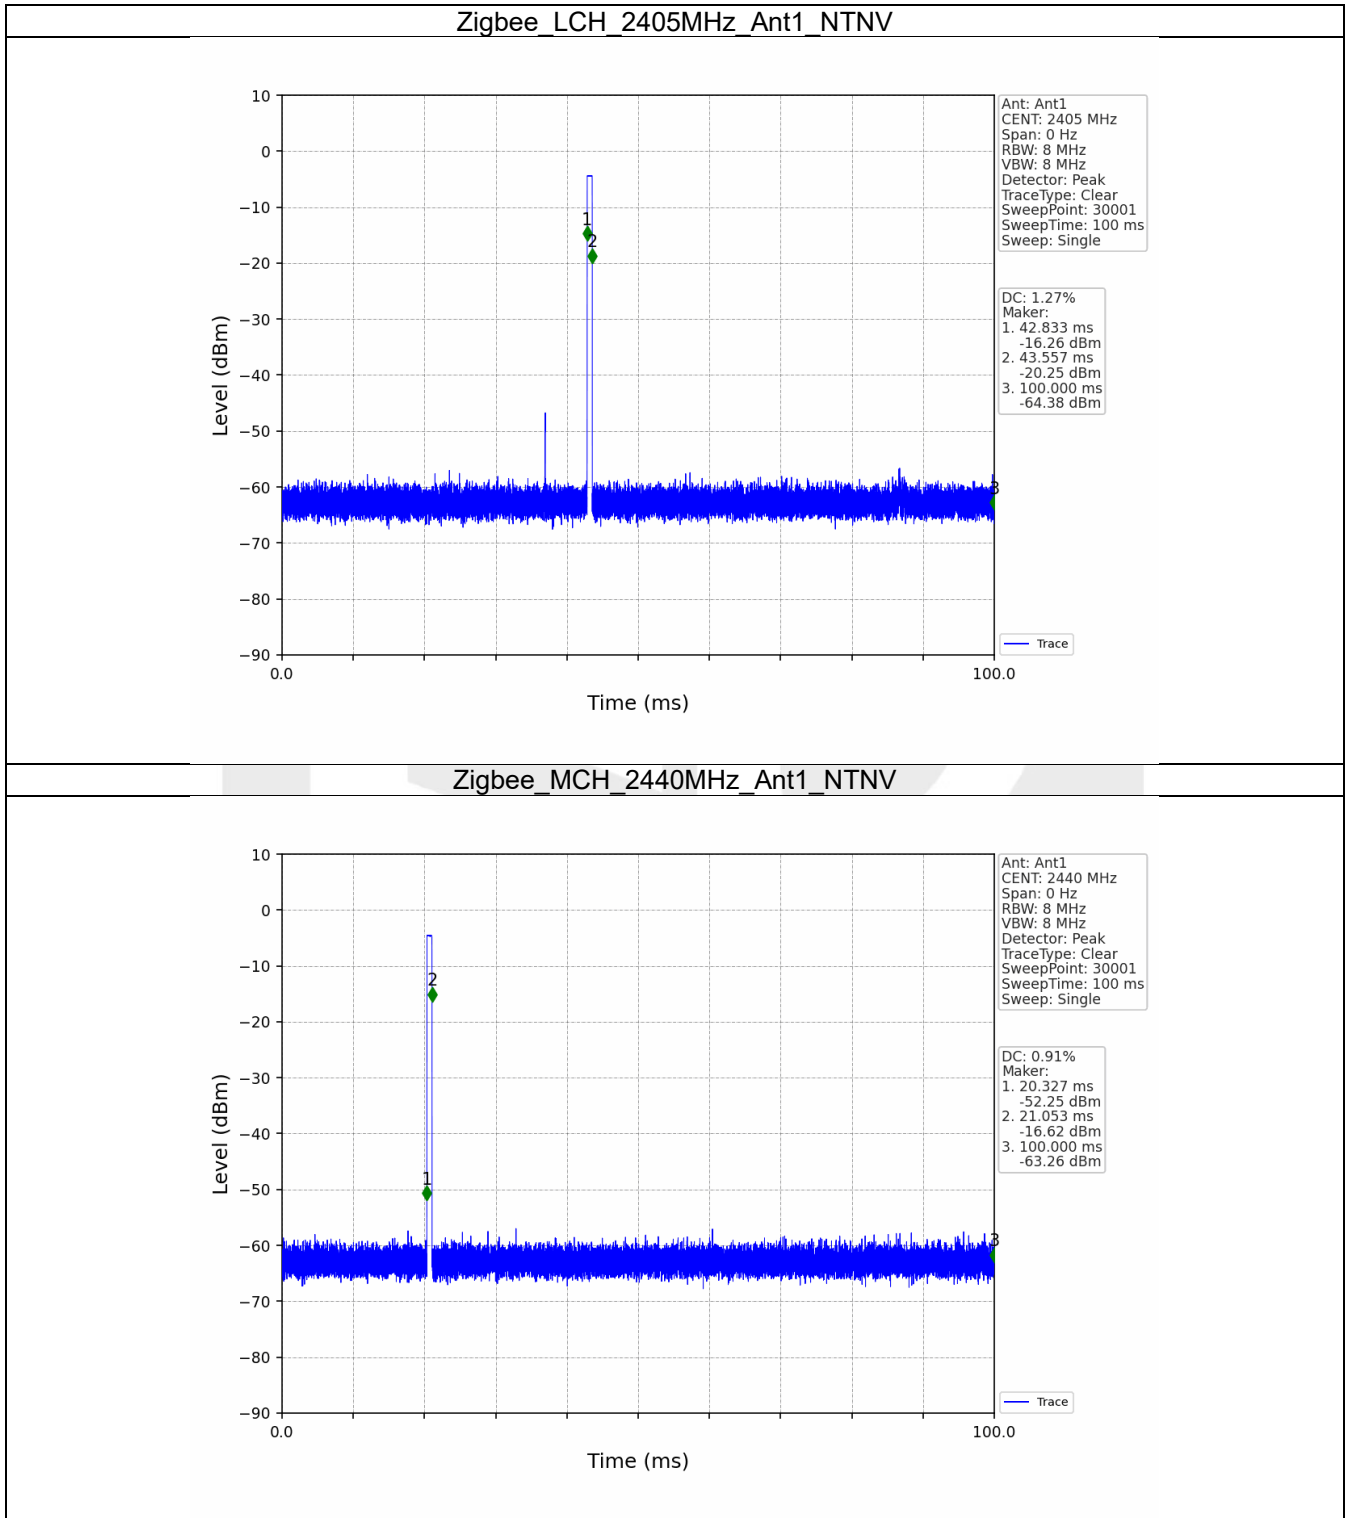 Zigbee_LCH_2405MHz_Ant1_NTNV
10
0
−10
−20
−30
−40
−50
−60
−70
−80
−90
Level (dBm)
0.0
100.0
Time (ms)
1
2
3
Ant: Ant1
CENT: 2405 MHz
Span: 0 Hz
RBW: 8 MHz
VBW: 8 MHz
Detector: Peak
TraceType: Clear
SweepPoint: 30001
SweepTime: 100 ms
Sweep: Single
DC: 1.27%
Maker:
1. 42.833 ms
-16.26 dBm
2. 43.557 ms
-20.25 dBm
3. 100.000 ms
-64.38 dBm
Trace
Zigbee_MCH_2440MHz_Ant1_NTNV
10
0
−10
−20
−30
−40
−50
−60
−70
−80
−90
Level (dBm)
0.0
100.0
Time (ms)
1
2
3
Ant: Ant1
CENT: 2440 MHz
Span: 0 Hz
RBW: 8 MHz
VBW: 8 MHz
Detector: Peak
TraceType: Clear
SweepPoint: 30001
SweepTime: 100 ms
Sweep: Single
DC: 0.91%
Maker:
1. 20.327 ms
-52.25 dBm
2. 21.053 ms
-16.62 dBm
3. 100.000 ms
-63.26 dBm
Trace